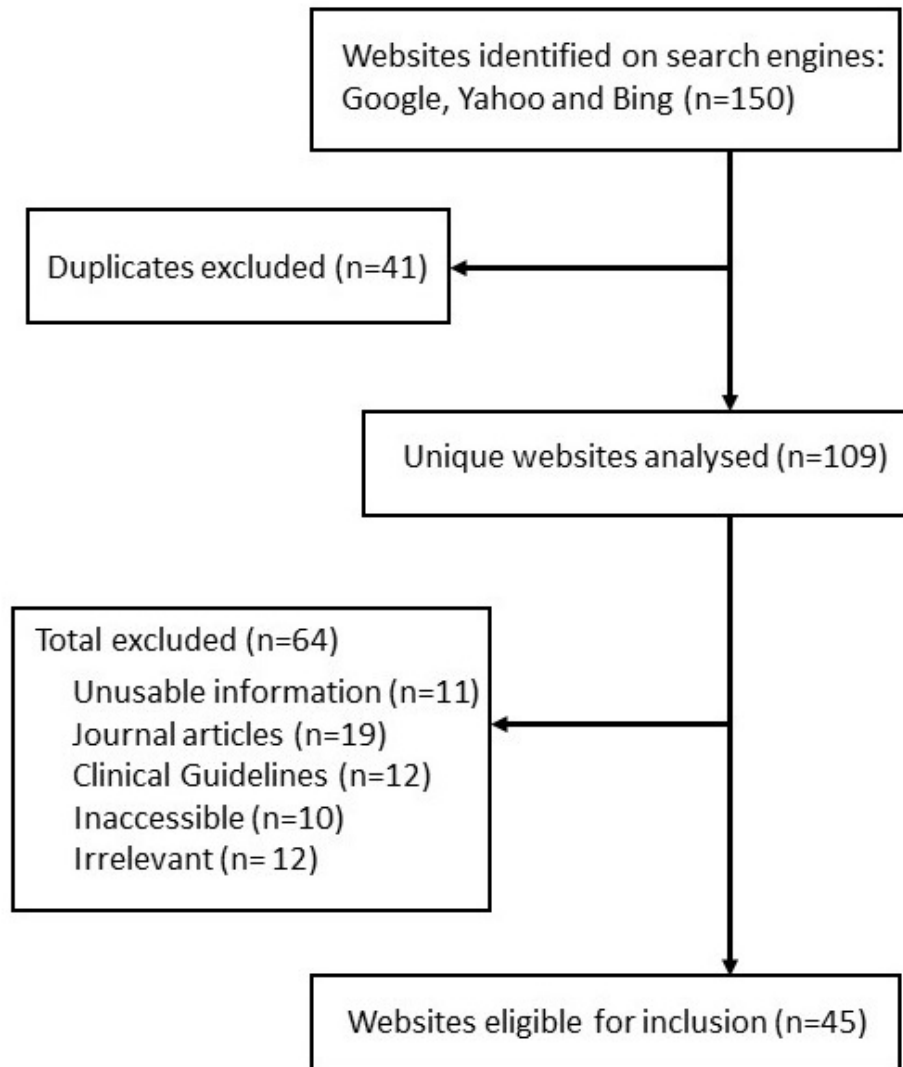 Websites identified on search engines:
Google, Yahoo and Bing (n=150)
Duplicates excluded (n=41)
Unique websites analysed (n=109)
Total excluded (n=64)
Unusable information (n=11)
Journal articles (n=19)
Clinical Guidelines (n=12)
Inaccessible (n=10)
Irrelevant (n= 12)
Websites eligible for inclusion (n=45)